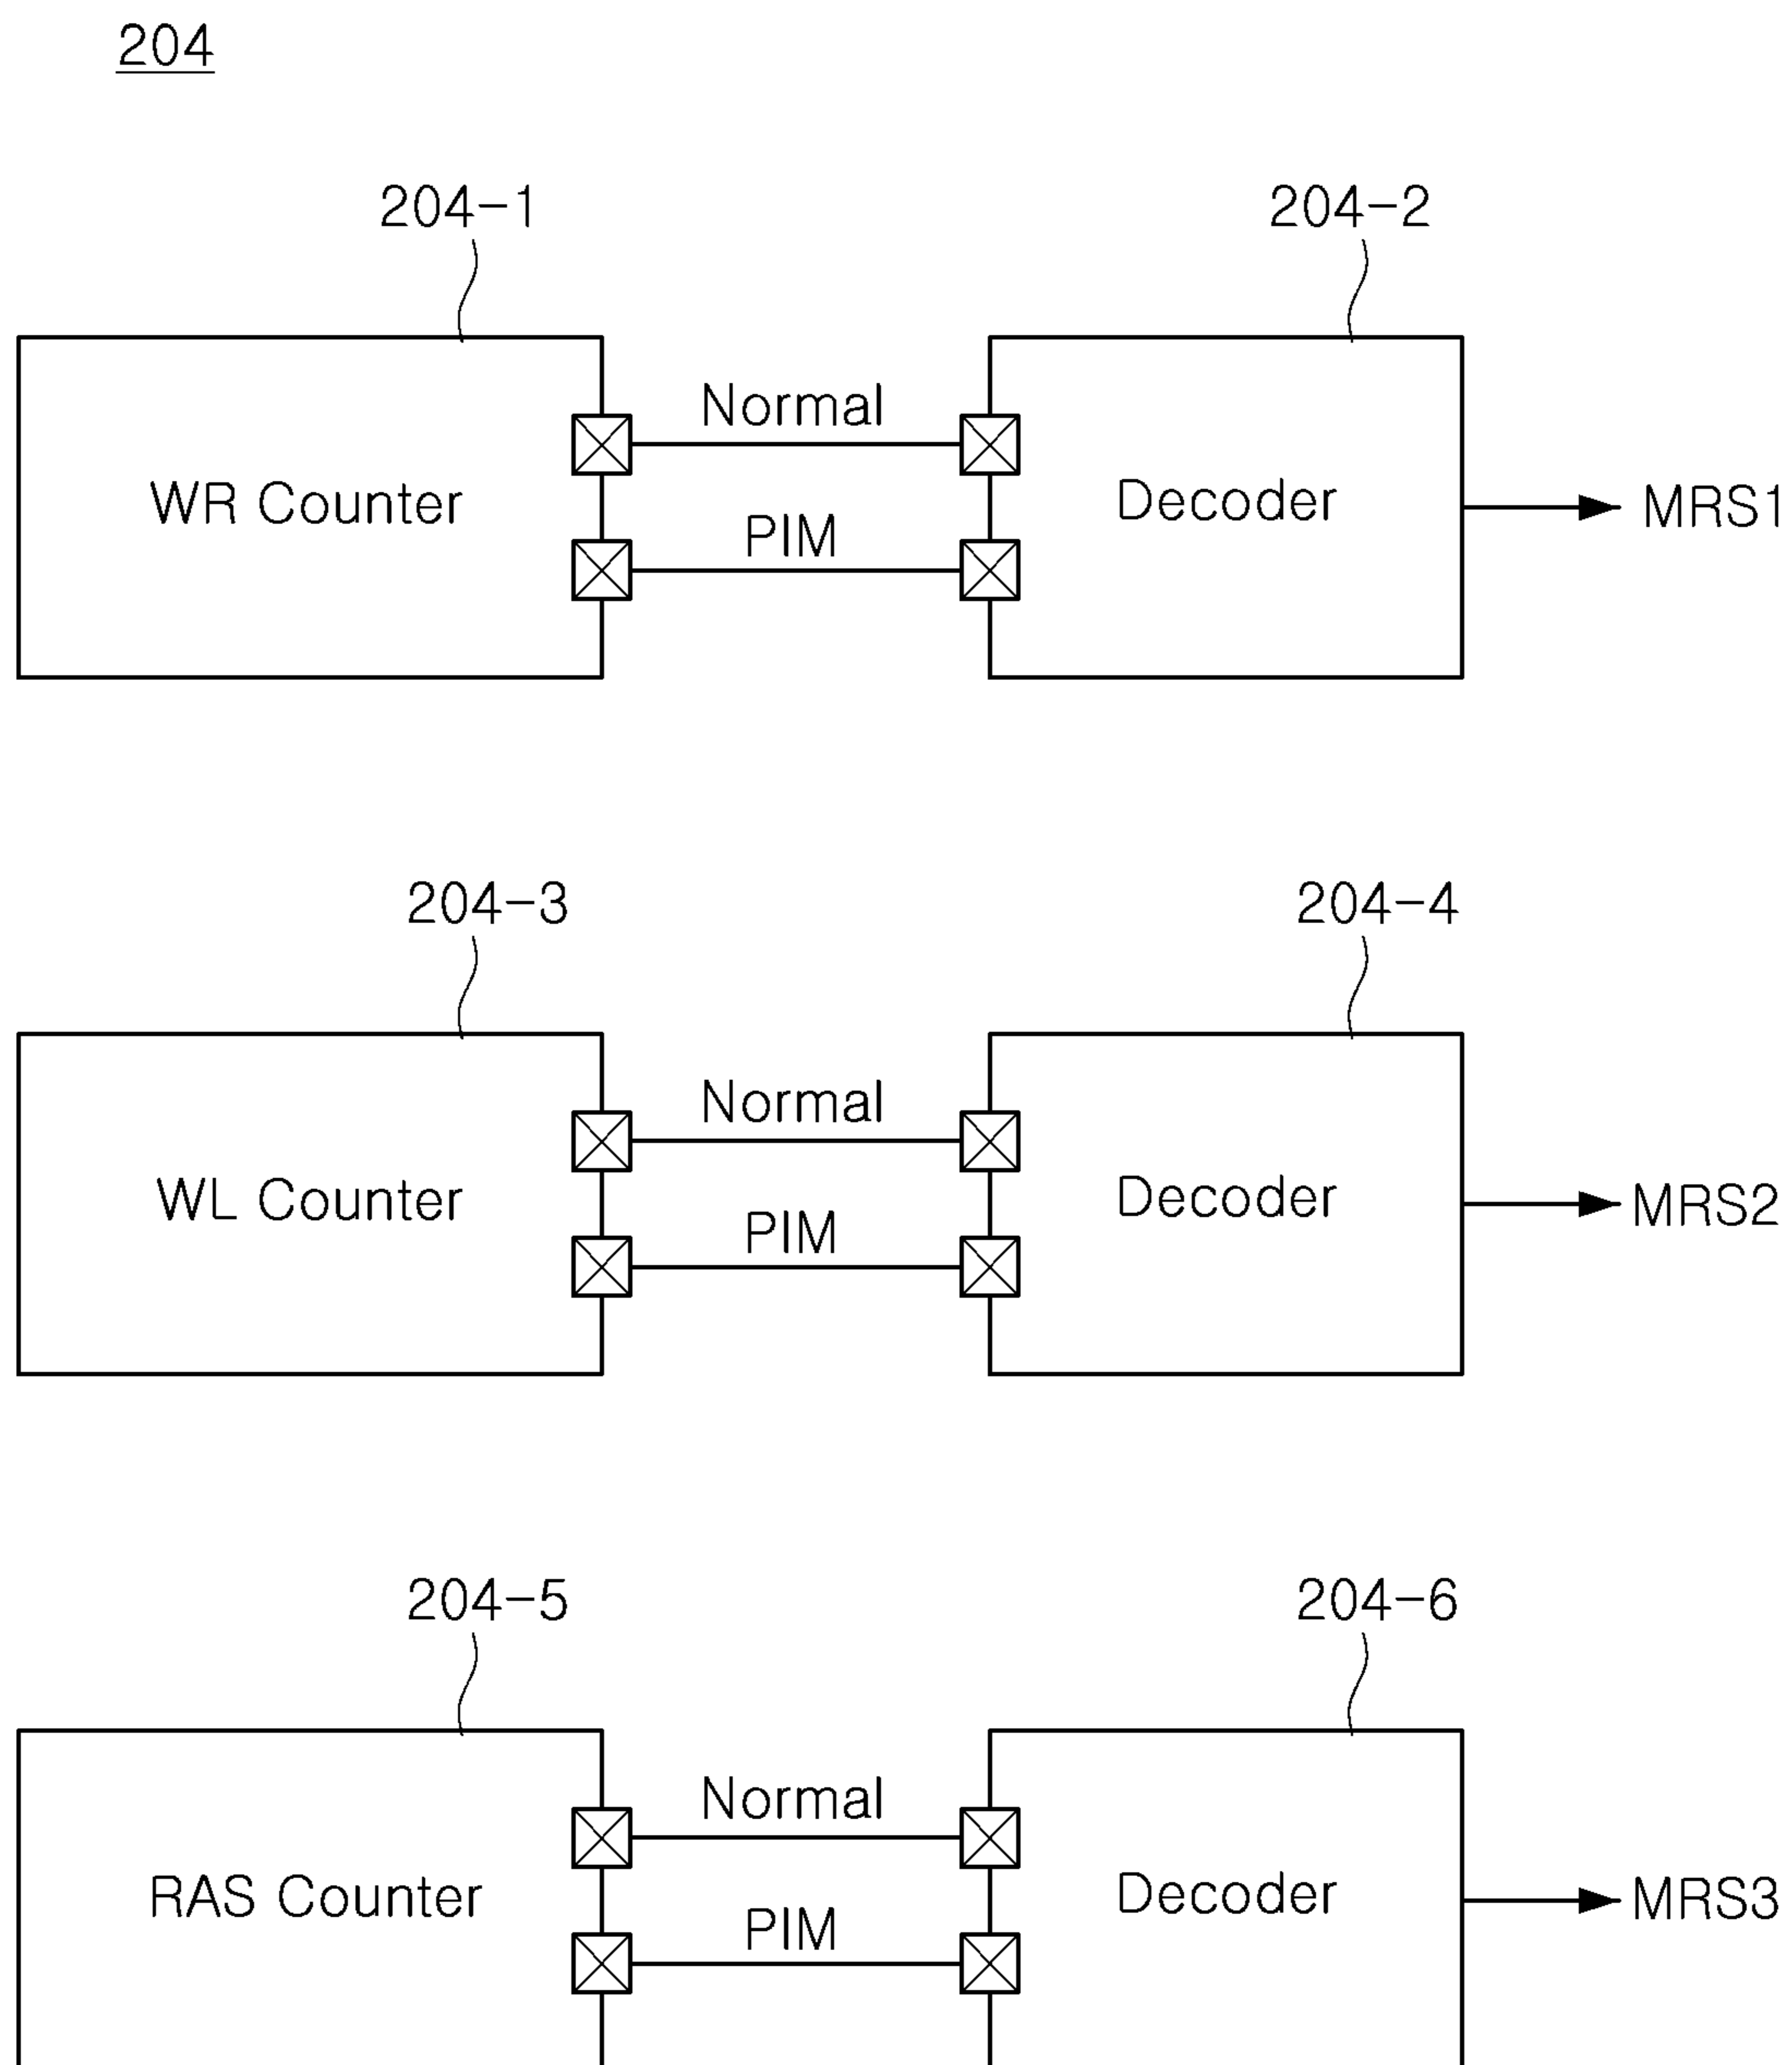 204
204-1 204-2
Normal
WR Counter Decoder MRS1
PIM
204-3 204-4
Normal
WL Counter Decoder MRS2
PIM
204-5 204-6
Normal
RAS Counter Decoder MRS3
PIM